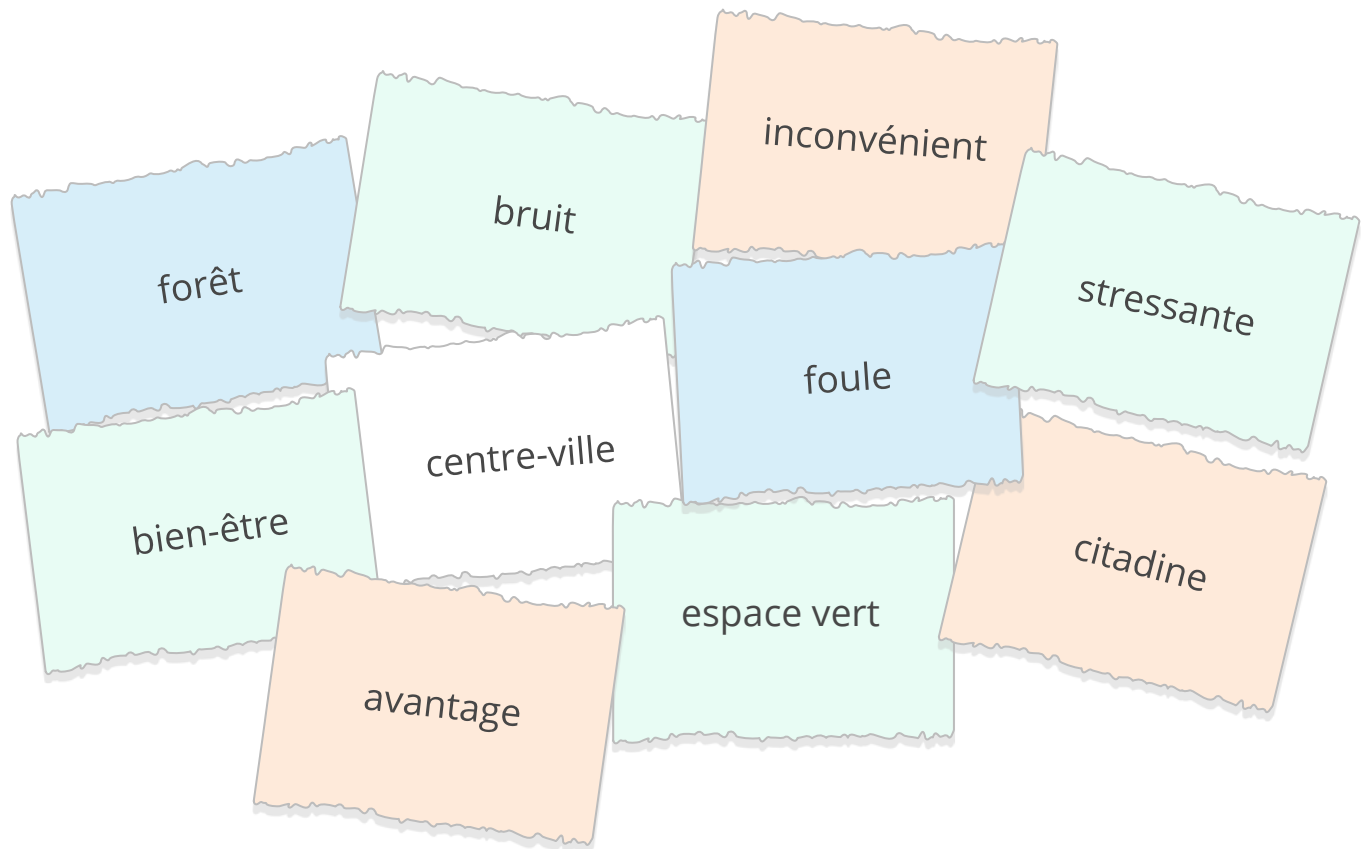 inconvénient
bruit
forêt
stressante
foule
centre-ville
bien-être
citadine
espace vert
avantage